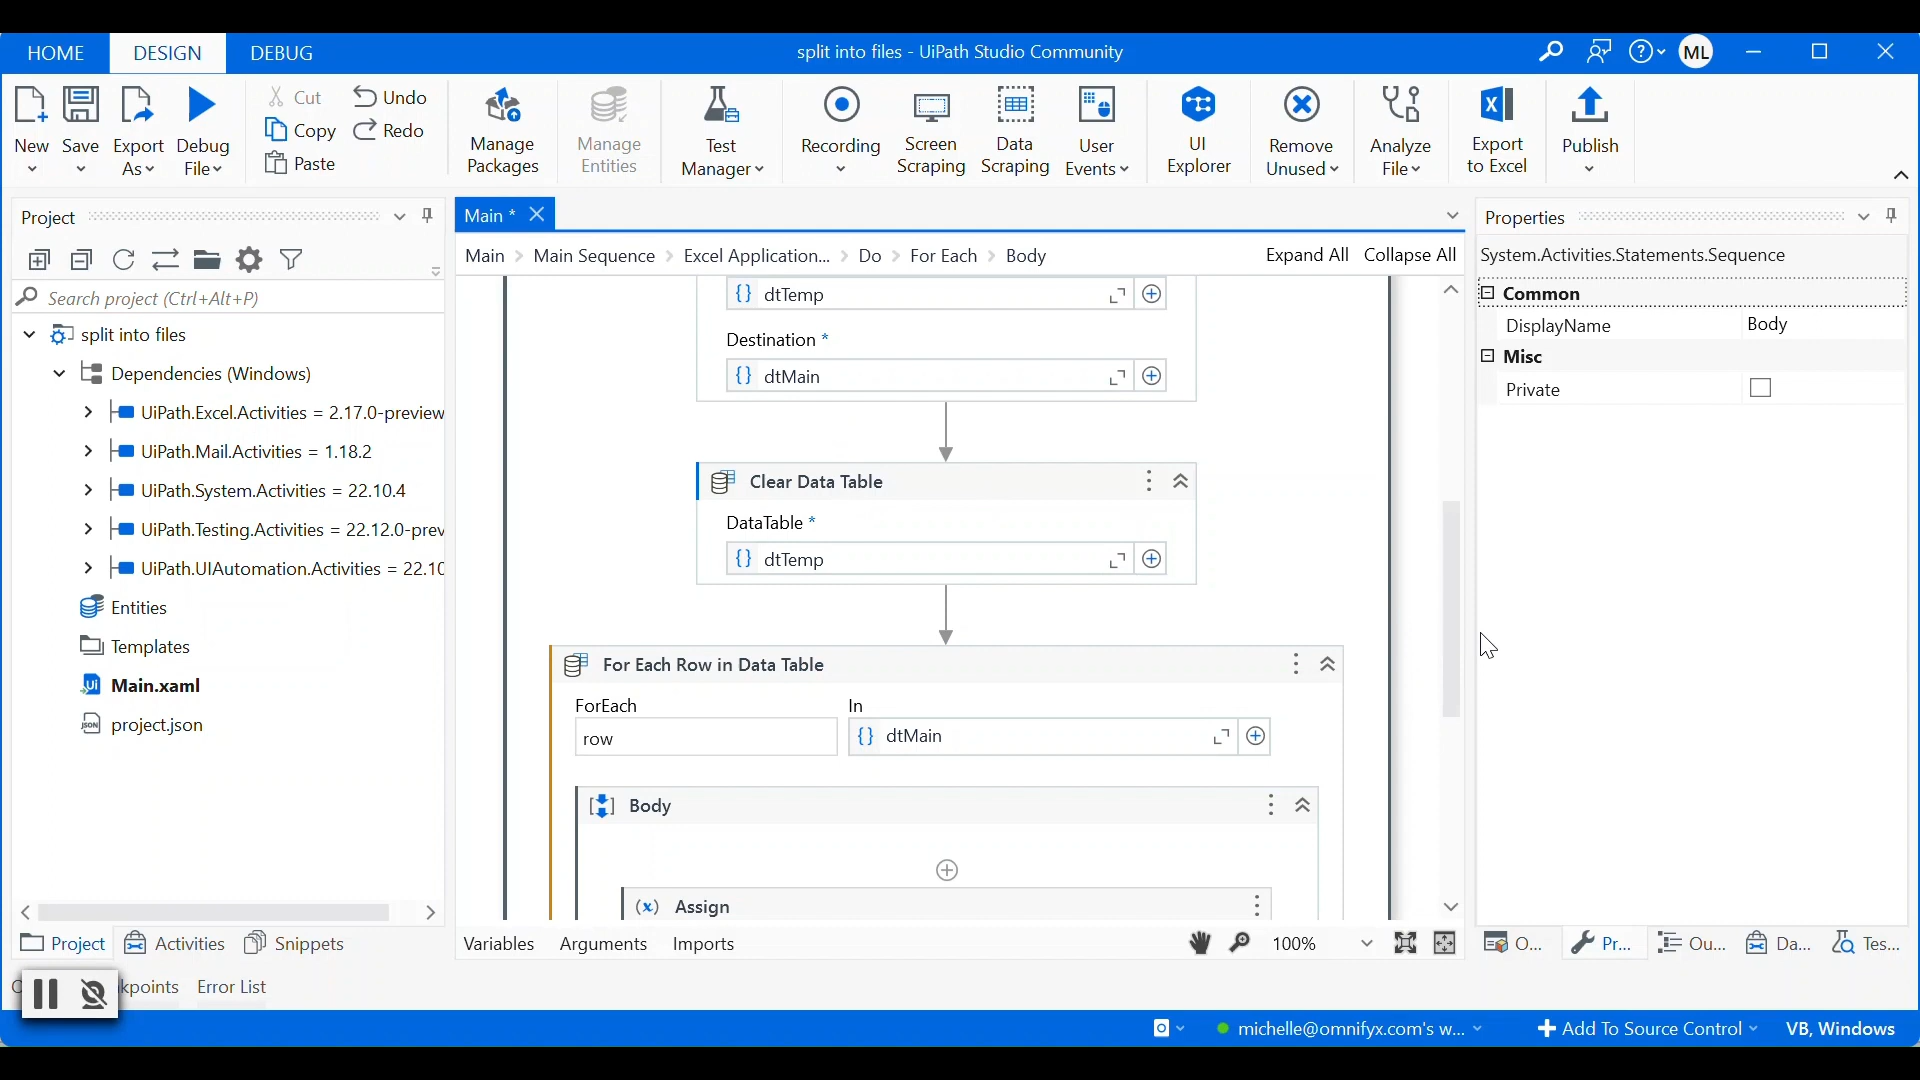 HOME DESIGN DEBUG
split into files - UiPath Studio Community
ML
New
Save
Export As
Debug File
Cut
Copy
Paste
Undo
Redo
Manage Packages
Manage Entities
Test Manager
Recording
Screen Scraping
Data Scraping
User Events
UI Explorer
Remove Unused
Analyze File
Export to Excel
Publish
Project
Search project (Ctrl+Alt+P)
split into files
Dependencies (Windows)
UiPath.Excel.Activities = 2.17.0-preview
UiPath.Mail.Activities = 1.18.2
UiPath.System.Activities = 22.10.4
UiPath.Testing.Activities = 22.12.0-prev
UiPath.UIAutomation.Activities = 22.10
Entities
Templates
Main.xaml
project.json
JSON
Project Activities Snippets
Main *
Main > Main Sequence > Excel Application... > Do > For Each > Body
Expand All Collapse All
{} dtTemp
Destination *
{} dtMain
Clear Data Table
DataTable *
{} dtTemp
For Each Row in Data Table
ForEach In
row {} dtMain
Body
(x) Assign
Variables Arguments Imports
100%
Properties
System.Activities.Statements.Sequence
Common
DisplayName Body
Misc
Private
O... Pr... Ou... Da... Tes...
kpoints Error List
michelle@omnifyx.com's w...
Add To Source Control
VB, Windows